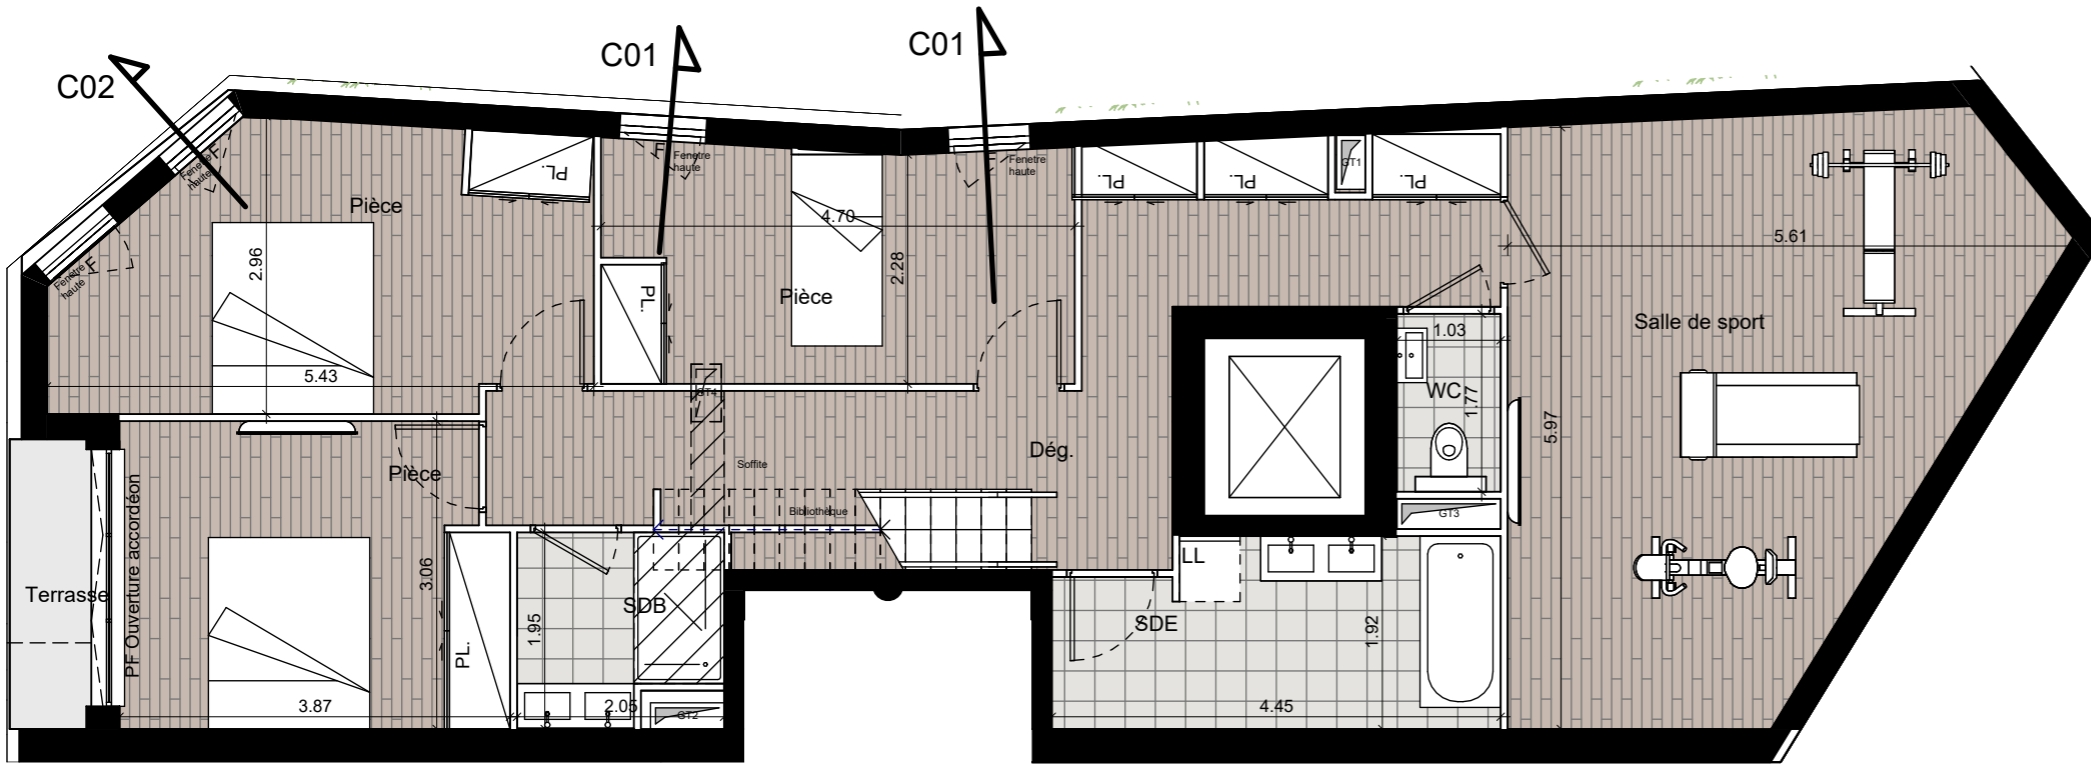 C02
C01
C01
F
Fenetre
haute
F
Fenetre
haute
F
Fenetre
haute
F
Fenetre
haute
Pièce
PL.
2.96
5.43
4.70
2.28
PL.
Pièce
PL.
PL.
GT1
PL.
5.61
Salle de sport
5.97
1.03
WC
1.77
GT3
GT4
Soffite
Bibliothèque
Dég.
Pièce
Terrasse
PF Ouverture accordéon
3.06
3.87
PL.
1.95
SDB
2.05
GT2
LL
SDE
1.92
4.45